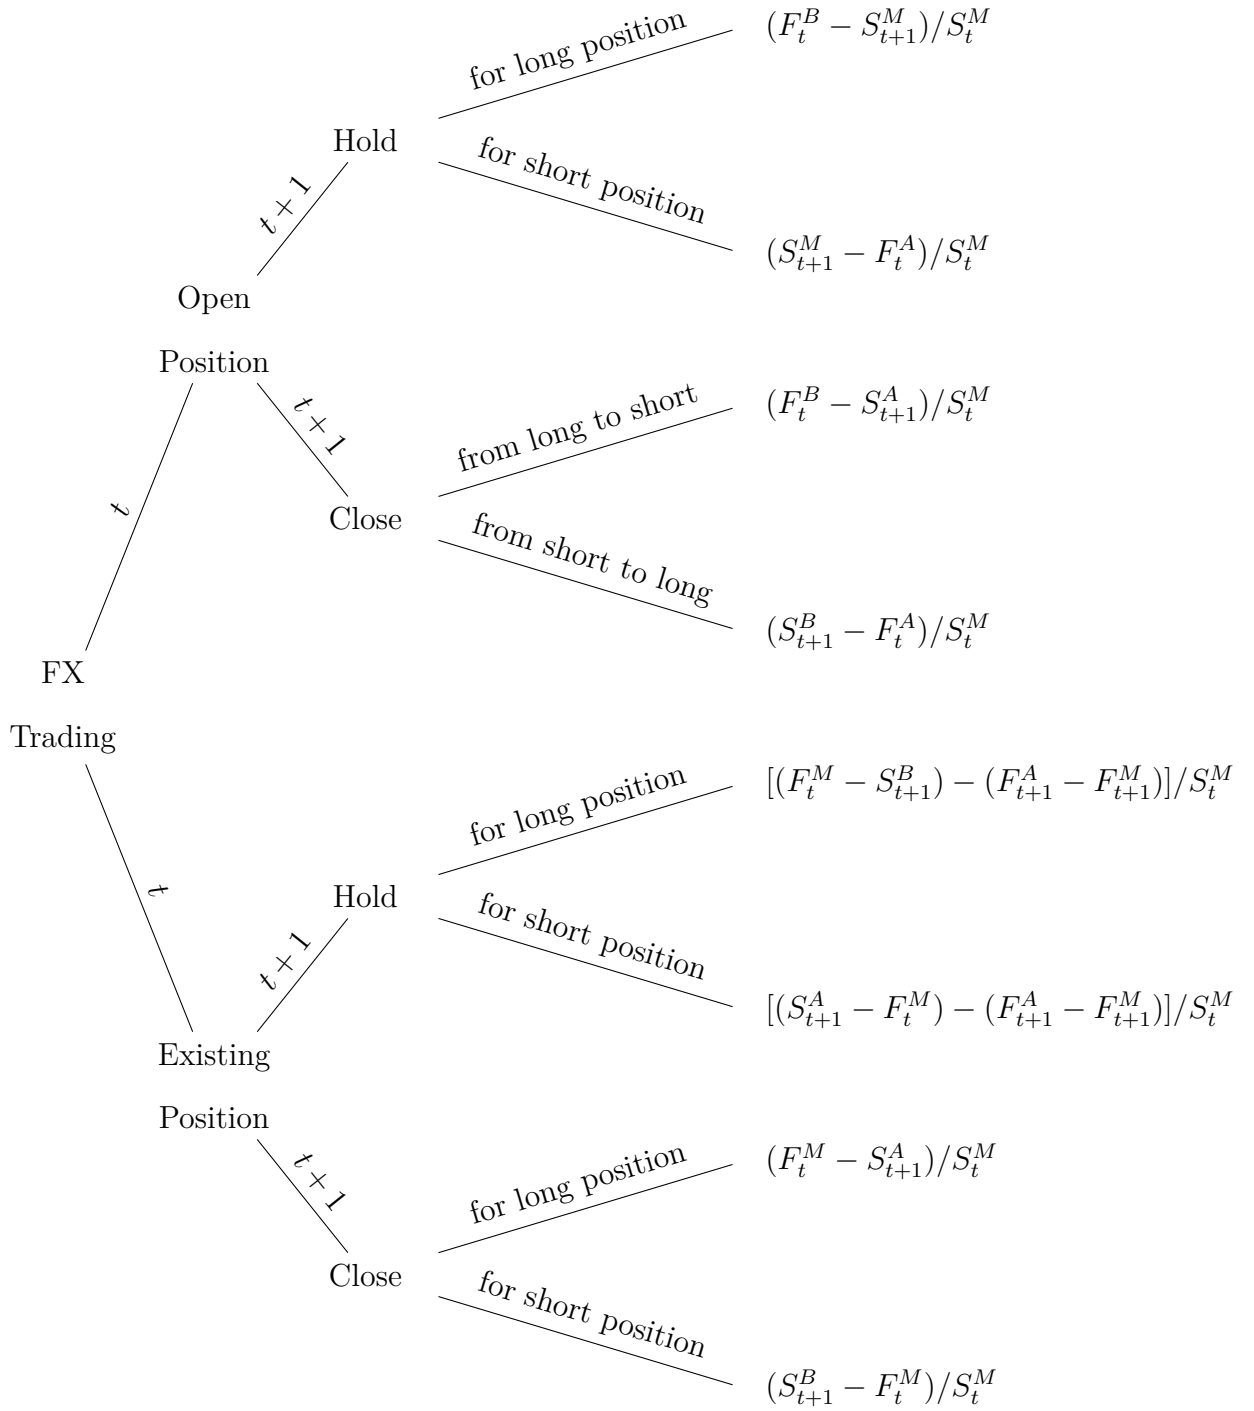 for long position
$(F_t^B - S_{t+1}^M)/S_t^M$
Hold
for short position
$t+1$
$(S_{t+1}^M - F_t^A)/S_t^M$
Open
Position
$t+1$
from long to short
$(F_t^B - S_{t+1}^A)/S_t^M$
$t$
Close
from short to long
$(S_{t+1}^B - F_t^A)/S_t^M$
FX
Trading
for long position
$[(F_t^M - S_{t+1}^B) - (F_{t+1}^A - F_{t+1}^M)]/S_t^M$
$t$
Hold
for short position
$t+1$
$[(S_{t+1}^A - F_t^M) - (F_{t+1}^A - F_{t+1}^M)]/S_t^M$
Existing
Position
$t+1$
for long position
$(F_t^M - S_{t+1}^A)/S_t^M$
Close
for short position
$(S_{t+1}^B - F_t^M)/S_t^M$